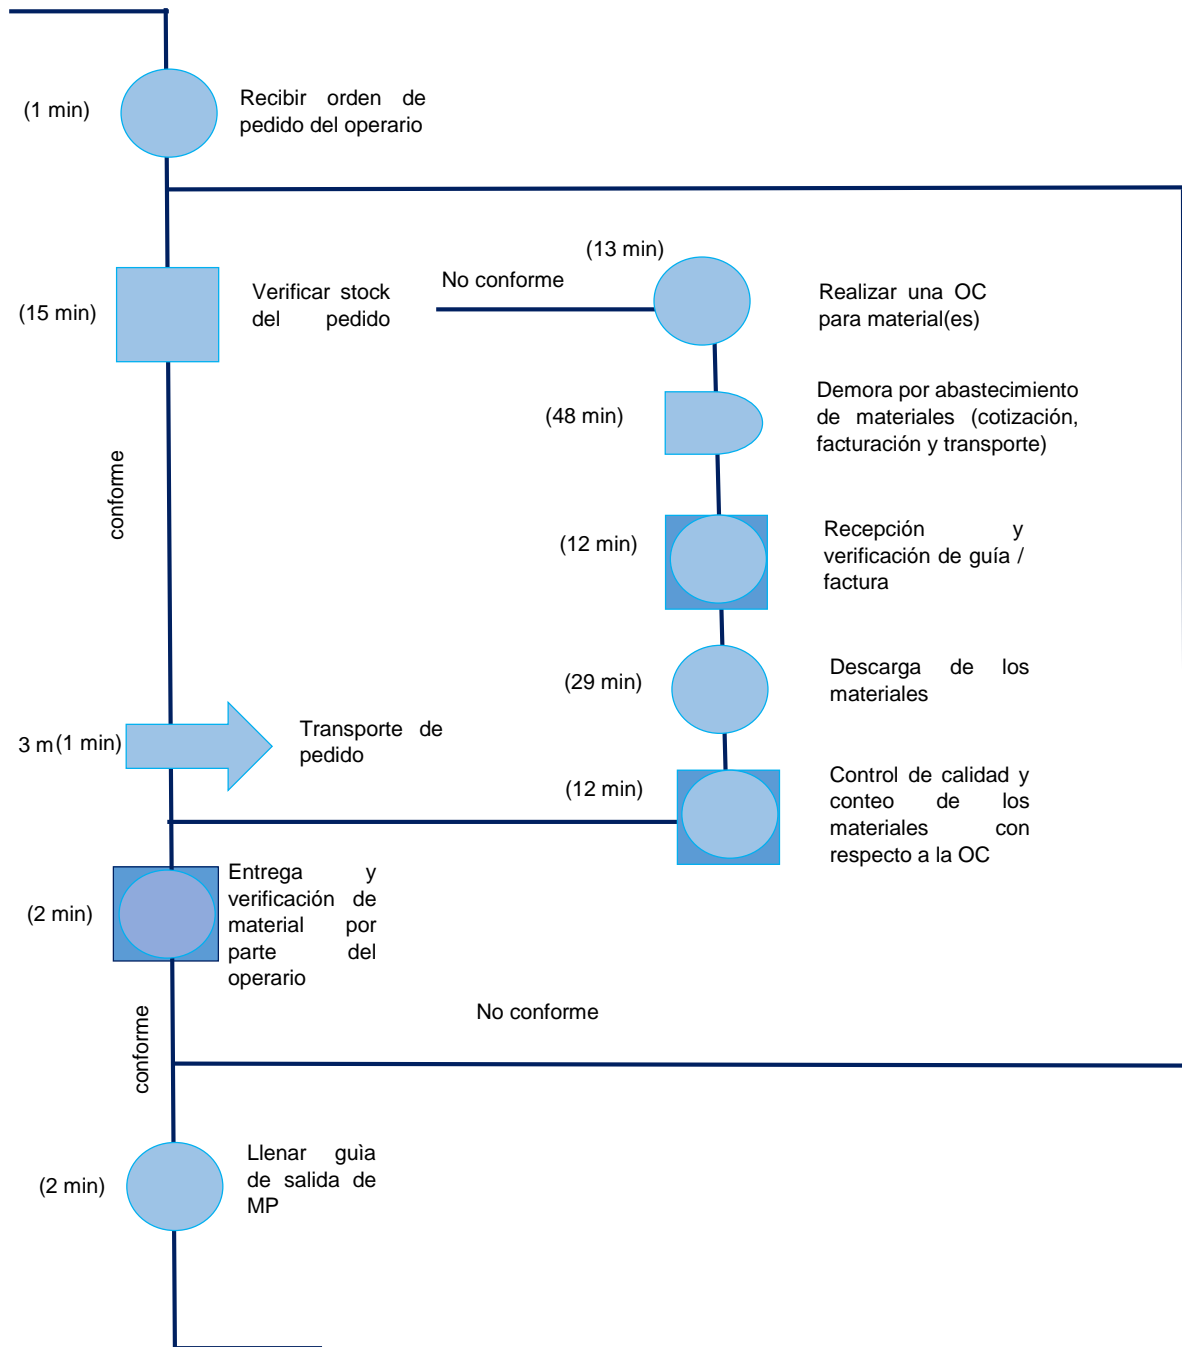 (1 min)
Recibir orden de
pedido del operario
(15 min)
Verificar stock
del pedido
No conforme
(13 min)
Realizar una OC
para material(es)
(48 min)
Demora por abastecimiento
de materiales (cotización,
facturación y transporte)
conforme
(12 min)
Recepción y
verificación de guía /
factura
(29 min)
Descarga de los
materiales
3 m(1 min)
Transporte de
pedido
(12 min)
Control de calidad y
conteo de los
materiales con
respecto a la OC
(2 min)
Entrega y
verificación de
material por
parte del
operario
No conforme
conforme
(2 min)
Llenar guìa
de salida de
MP